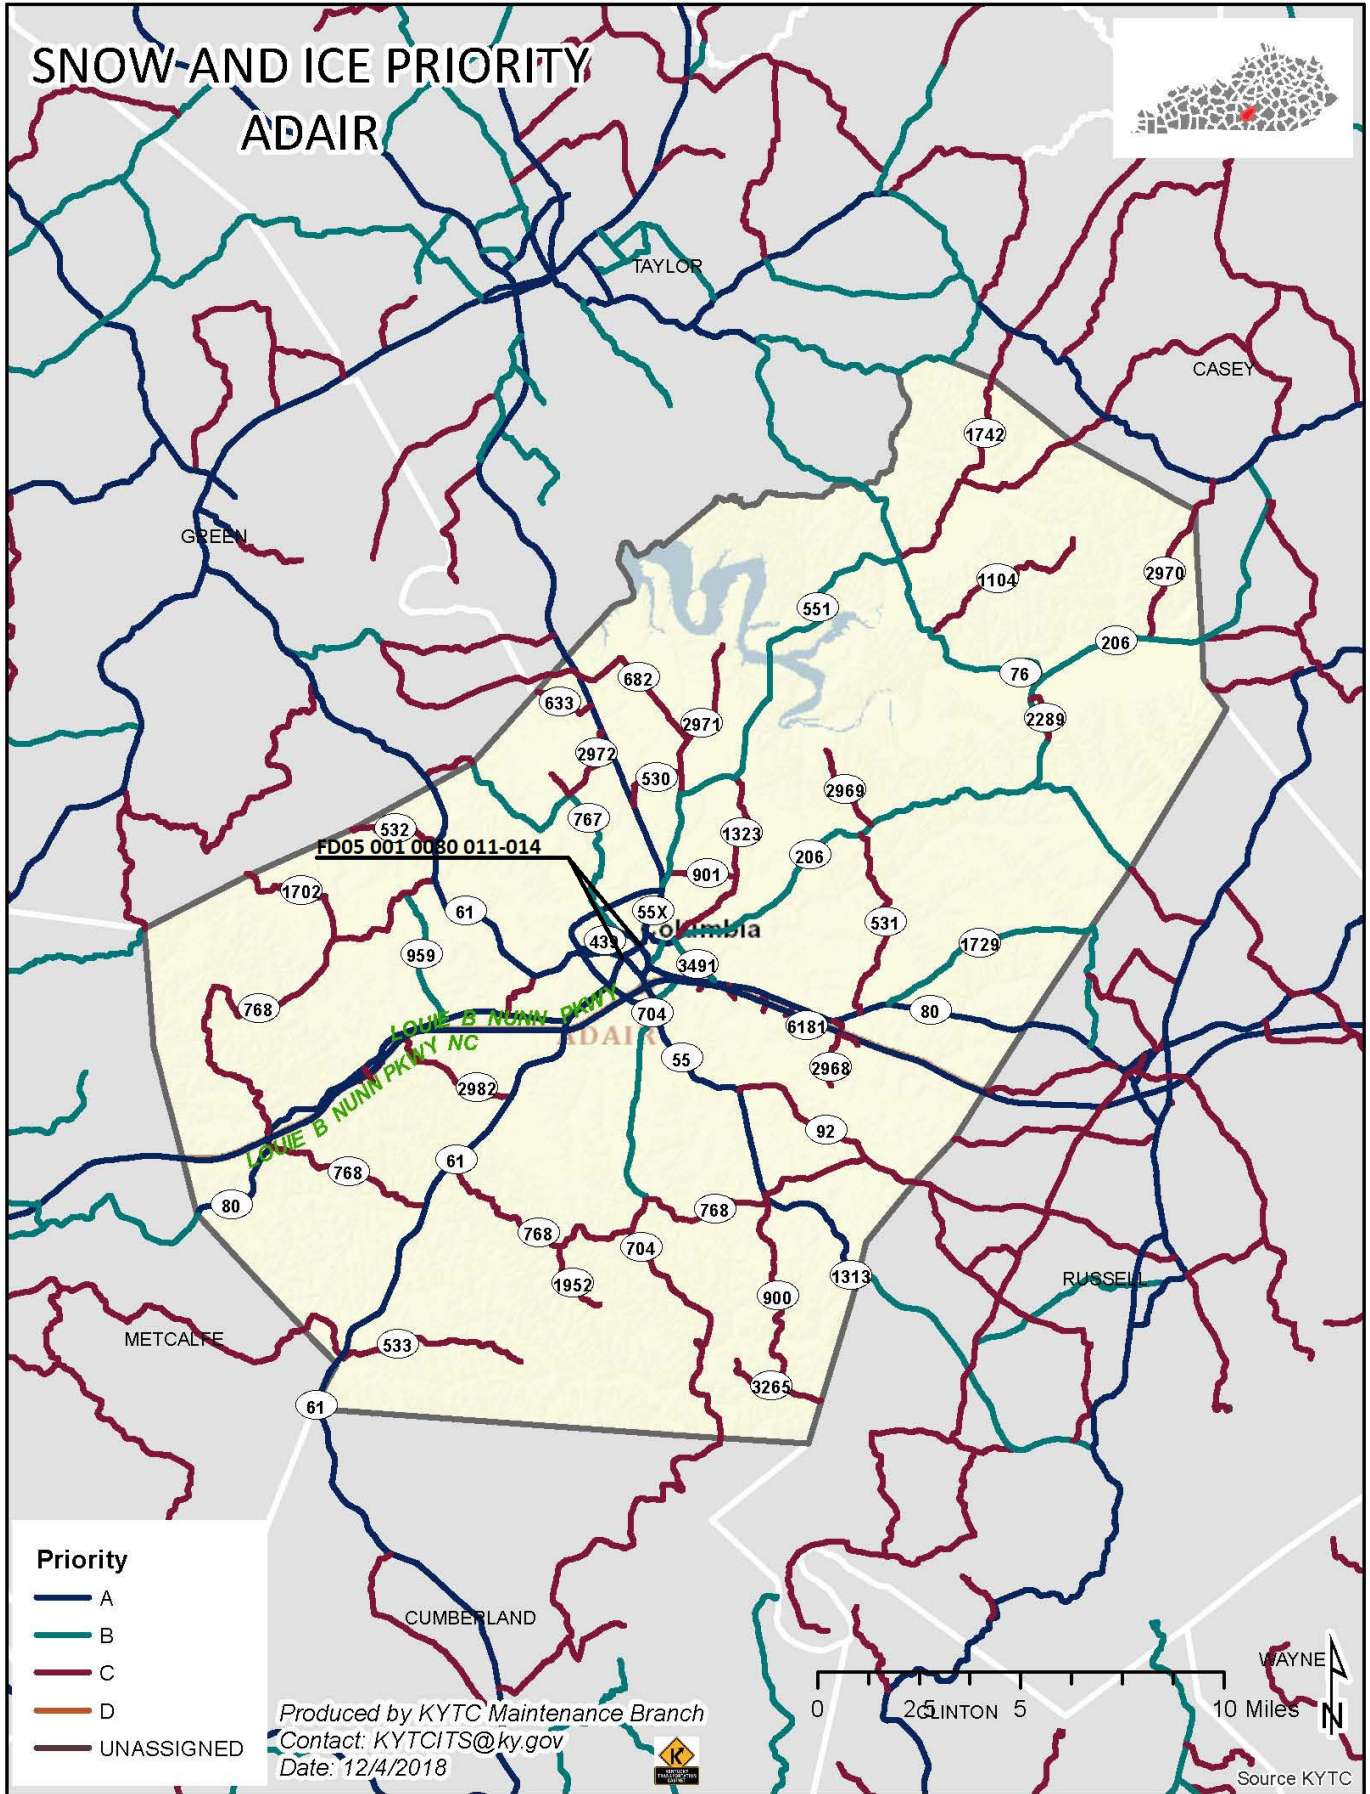 SNOW AND ICE PRIORITY
ADAIR
TAYLOR
CASEY
1742
GREEN
1104
2970
551
206
76
682
633
2971
2289
2972
530
2969
767
532
1323
FD05 001 0080 011-014
206
901
1702
61
55X
Columbia
531
439
1729
959
3491
768
80
LOUIE B NUNN PKWY
704
6181
ADAIR
LOUIE B NUNN PKWY NC
55
2968
2982
92
61
768
80
768
768
704
1313
RUSSELL
1952
900
METCALFE
533
3265
61
Priority
A
B
C
D
UNASSIGNED
CUMBERLAND
WAYNE
CLINTON
0 2.5 5 10 Miles
N
Produced by KYTC Maintenance Branch
Contact: KYTCITS@ky.gov
Date: 12/4/2018
Source KYTC